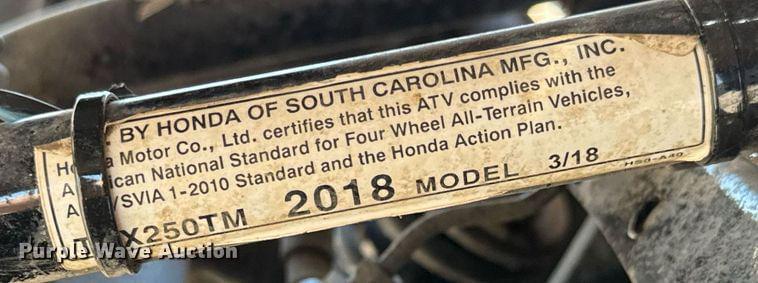 . BY HONDA OF SOUTH CAROLINA MFG., INC.
Ho a Motor Co., Ltd. certifies that this ATV complies with the
A ican National Standard for Four Wheel All-Terrain Vehicles,
A /SVIA 1-2010 Standard and the Honda Action Plan.
X250TM 2018 MODEL 3/18
Purple Wave Auction